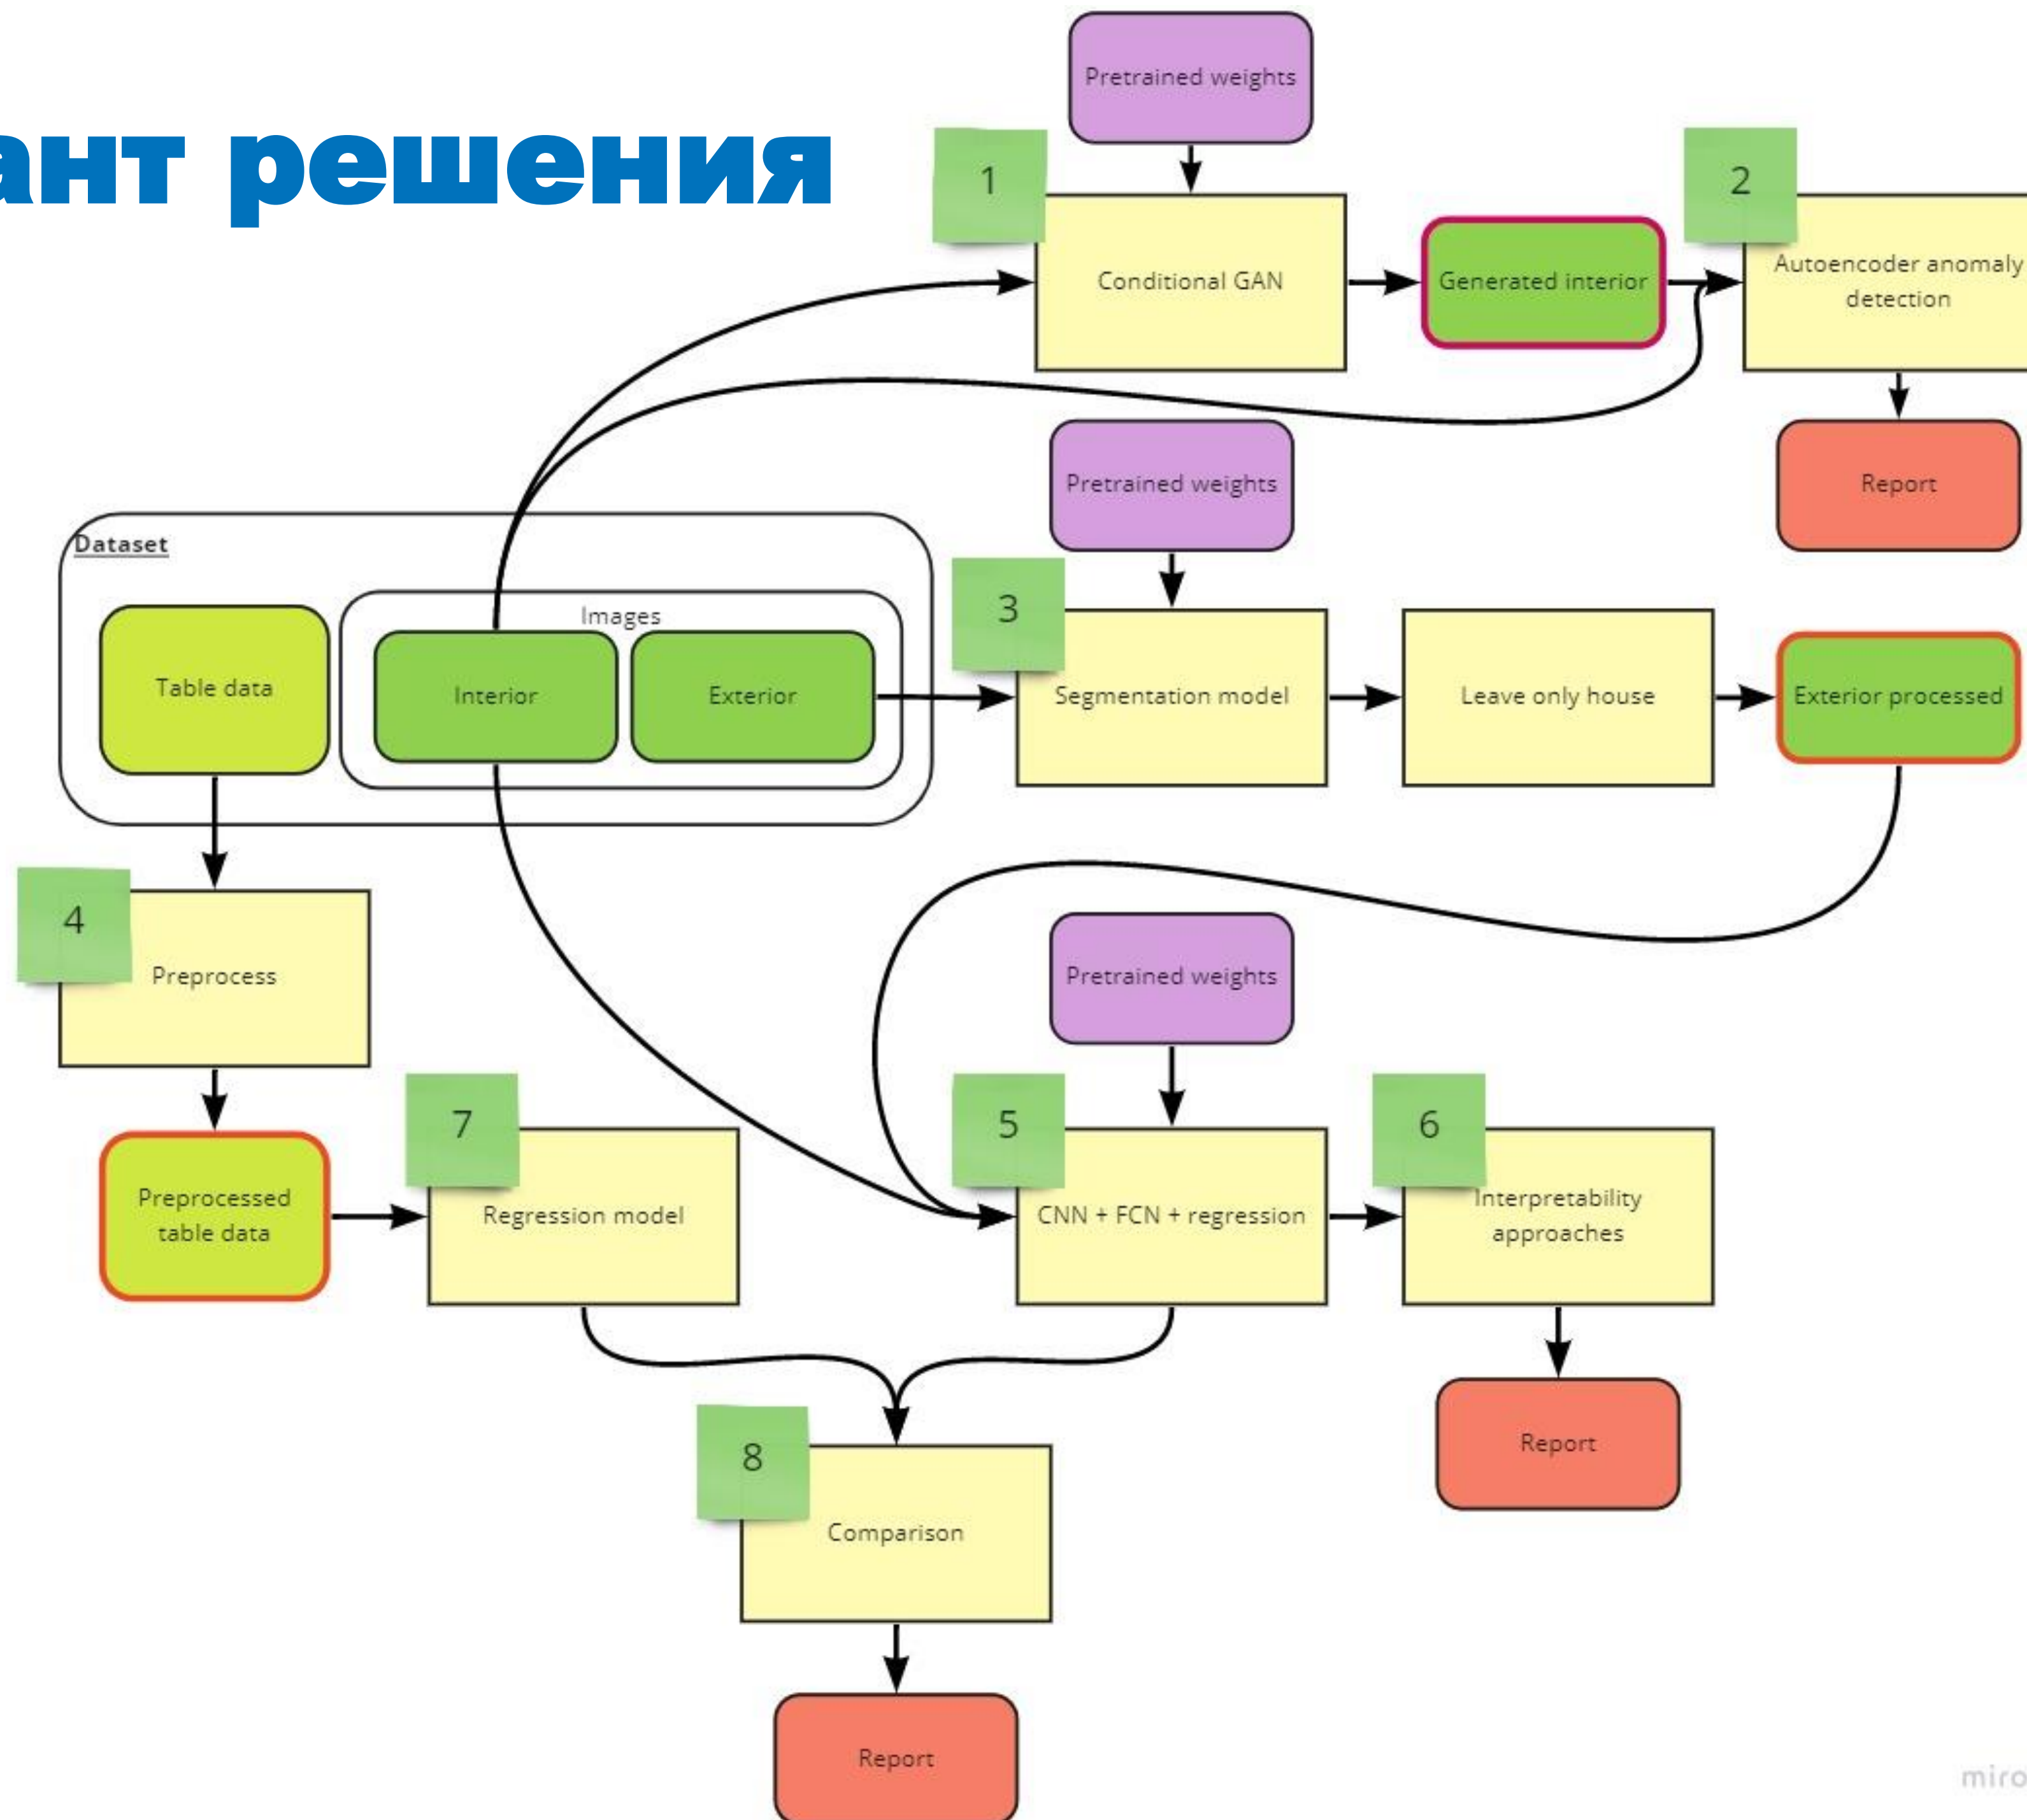 ант решения
Pretrained weights
1
Conditional GAN
Generated interior
2
Autoencoder anomaly
detection
Report
Pretrained weights
Dataset
Images
Table data
Interior
Exterior
3
Segmentation model
Leave only house
Exterior processed
4
Preprocess
Pretrained weights
Preprocessed
table data
7
Regression model
5
CNN + FCN + regression
6
Interpretability
approaches
Report
8
Comparison
Report
miro